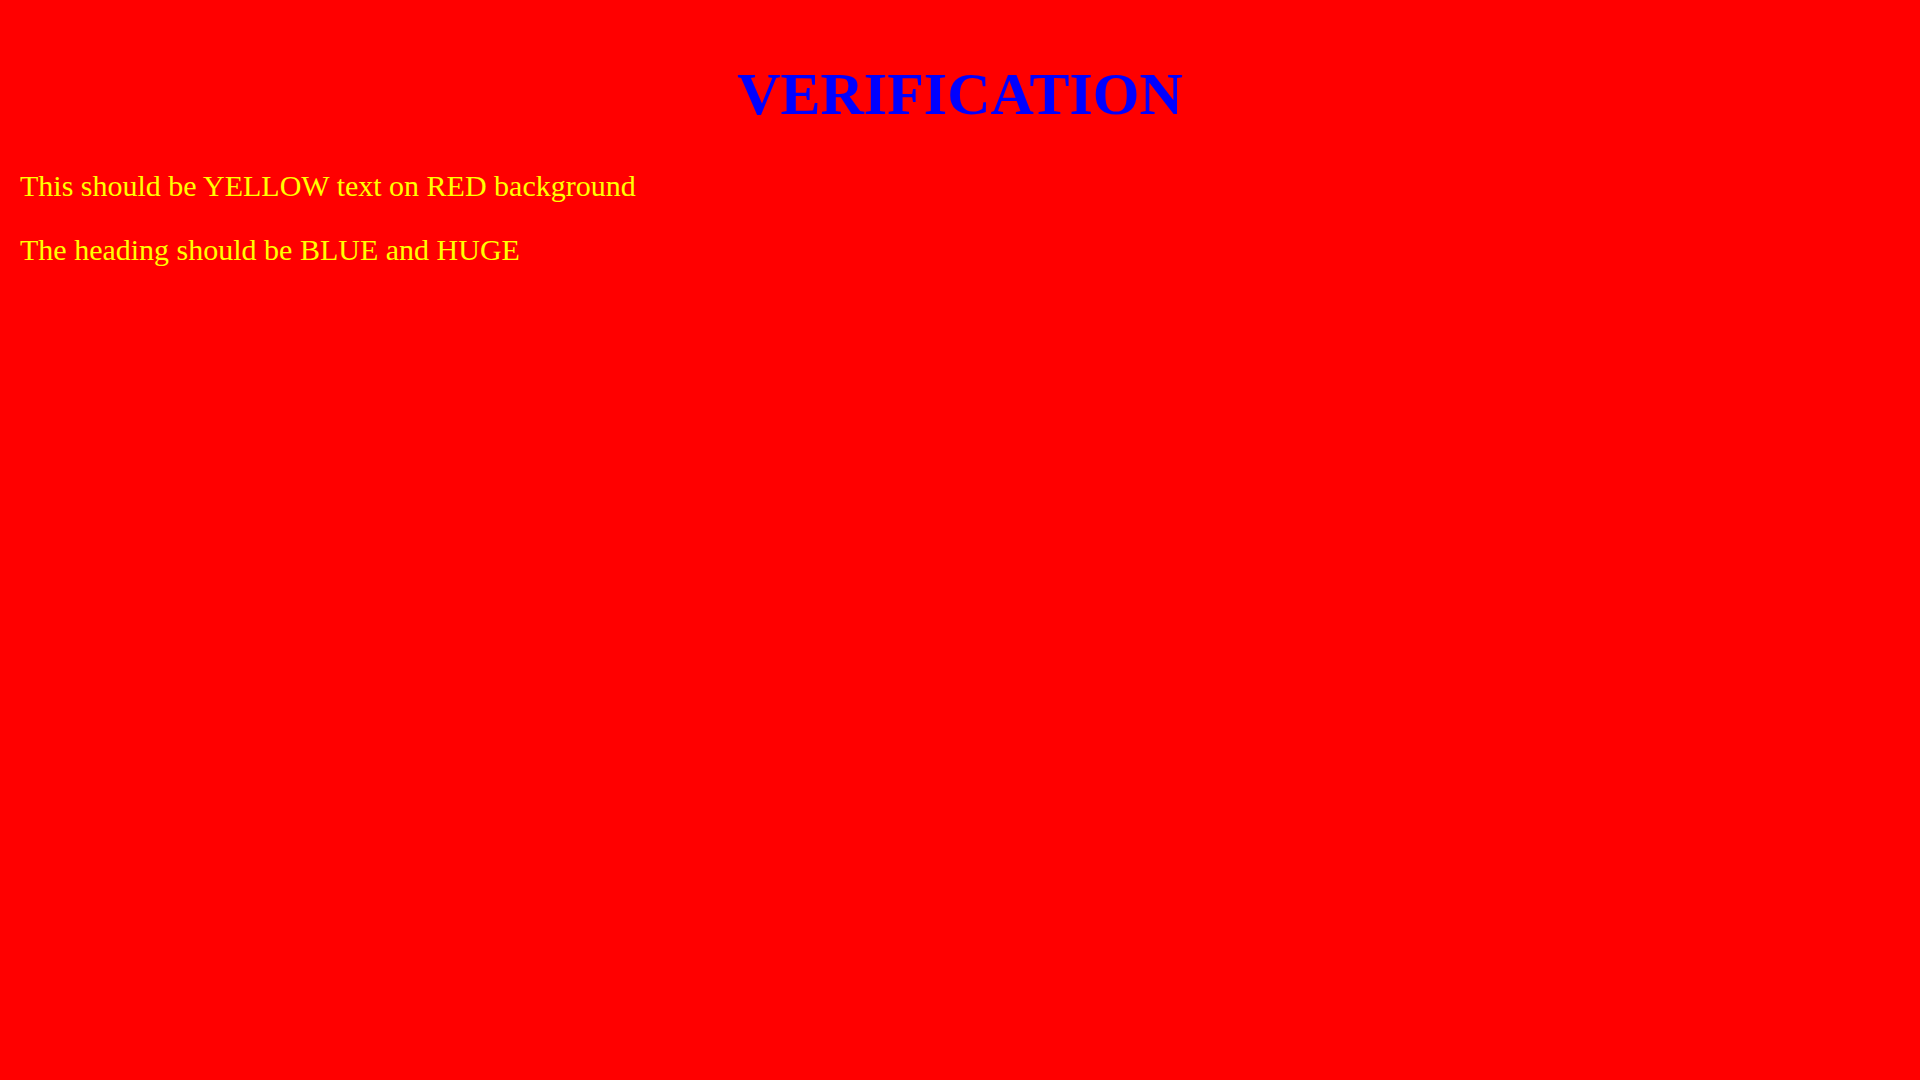 VERIFICATION
This should be YELLOW text on RED background
The heading should be BLUE and HUGE